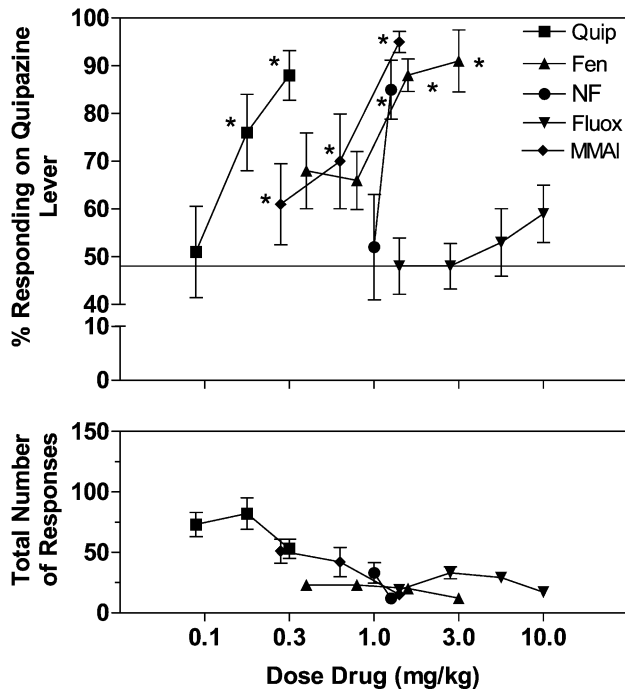 100
90
80
70
60
50
40
10
0
% Responding on Quipazine
Lever
* * * * * * * *
Quip
Fen
NF
Fluox
MMAI
150
100
50
0
Total Number
of Responses
0.1 0.3 1.0 3.0 10.0
Dose Drug (mg/kg)